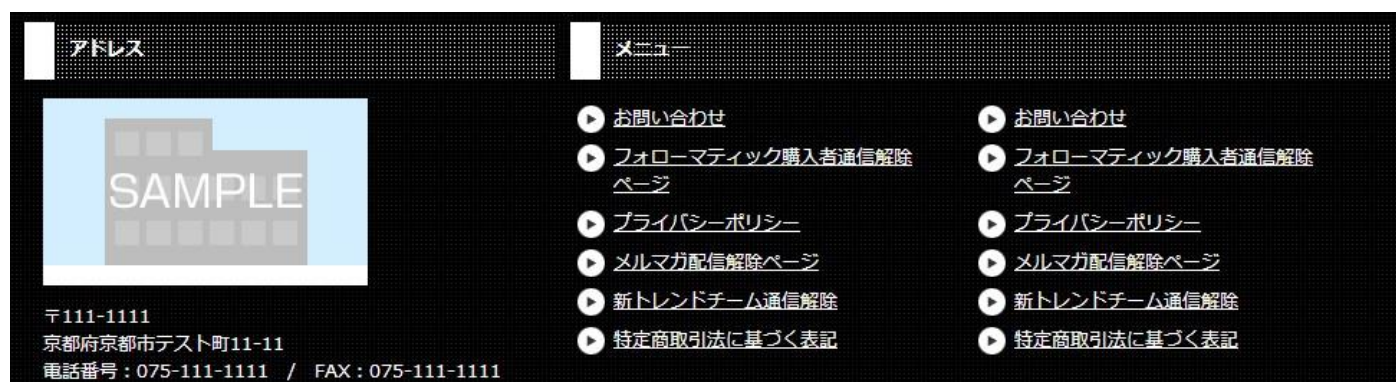 アドレス
SAMPLE
〒111-1111
京都府京都市テスト町11-11
電話番号：075-111-1111 / FAX：075-111-1111
メニュー
お問い合わせ
フォローマティック購入者通信解除
ページ
プライバシーポリシー
メルマガ配信解除ページ
新トレンドチーム通信解除
特定商取引法に基づく表記
お問い合わせ
フォローマティック購入者通信解除
ページ
プライバシーポリシー
メルマガ配信解除ページ
新トレンドチーム通信解除
特定商取引法に基づく表記